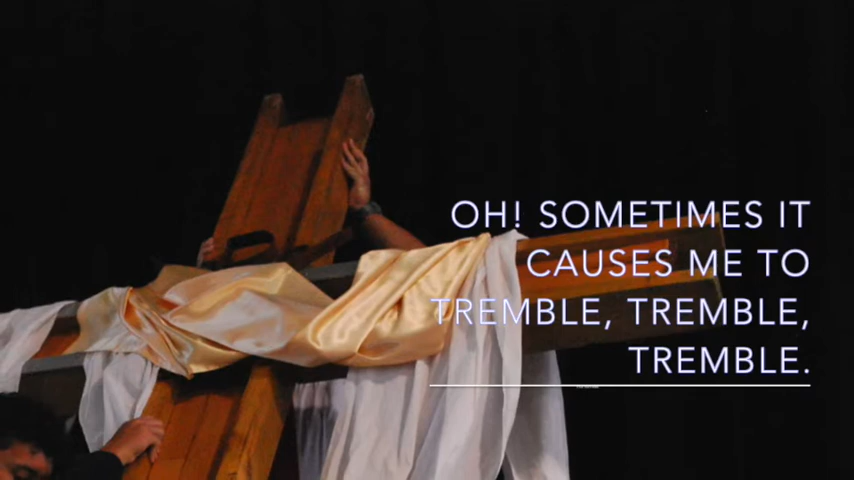 OH! SOMETIMES IT
CAUSES ME TO
TREMBLE, TREMBLE,
TREMBLE.